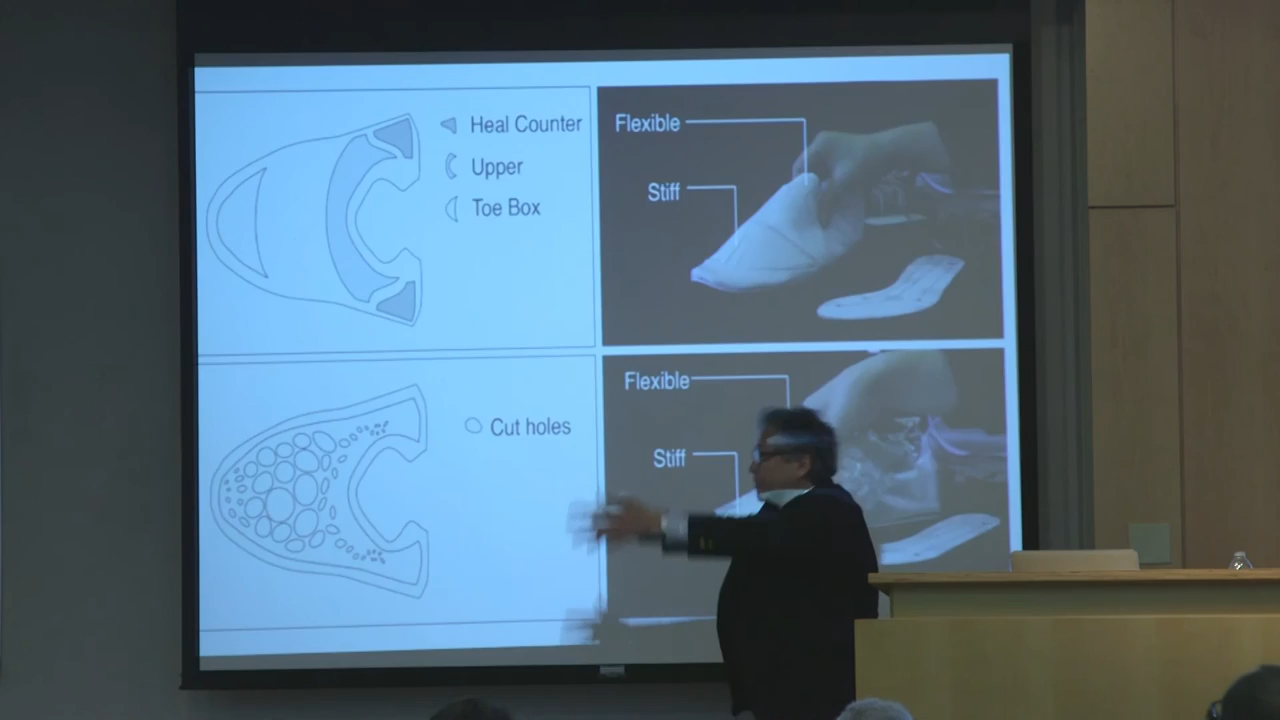 Heal Counter
Upper
Toe Box
Flexible
Stiff
Cut holes
Flexible
Stiff